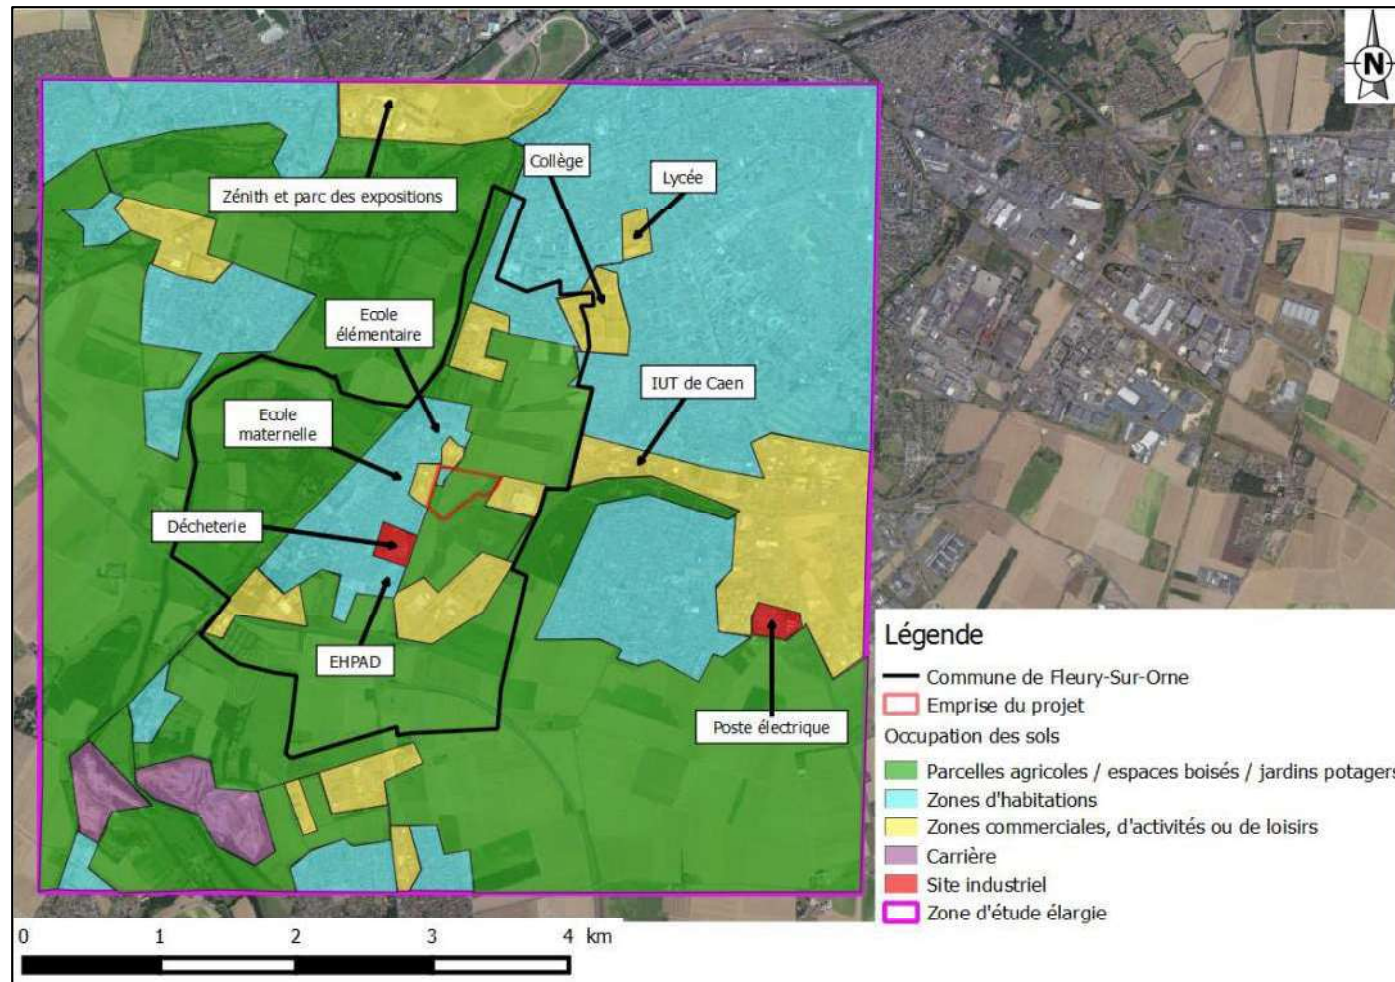 N
Collège
Lycée
Zénith et parc des expositions
Ecole
élémentaire
IUT de Caen
Ecole
maternelle
Décheterie
EHPAD
Poste électrique
Légende
Commune de Fleury-Sur-Orne
Emprise du projet
Occupation des sols
Parcelles agricoles / espaces boisés / jardins potagers
Zones d'habitations
Zones commerciales, d'activités ou de loisirs
Carrière
Site industriel
Zone d'étude élargie
0 1 2 3 4 km